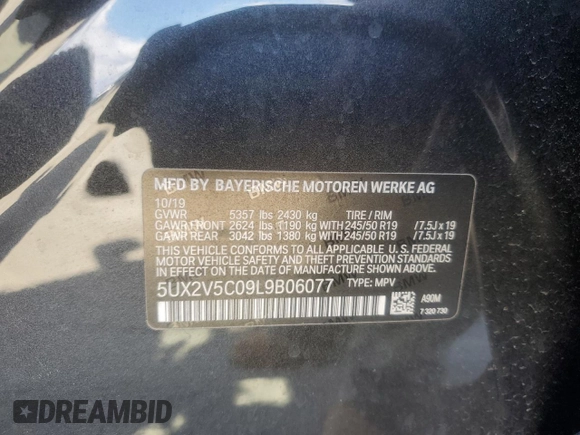 MFD BY BAYERISCHE MOTOREN WERKE AG
10/19
GVWR 5357 lbs 2430 kg TIRE / RIM
GAWR FRONT 2624 lbs 1190 kg WITH 245/50 R19 / 7.5J x 19
GAWR REAR 3042 lbs 1380 kg WITH 245/50 R19 / 7.5J x 19
THIS VEHICLE CONFORMS TO ALL APPLICABLE U. S. FEDERAL
MOTOR VEHICLE SAFETY AND THEFT PREVENTION STANDARDS
IN EFFECT ON THE DATE OF MANUFACTURE SHOWN ABOVE.
5UX2V5C09L9B06077 TYPE: MPV
A90M
7 320 730
DREAMBID